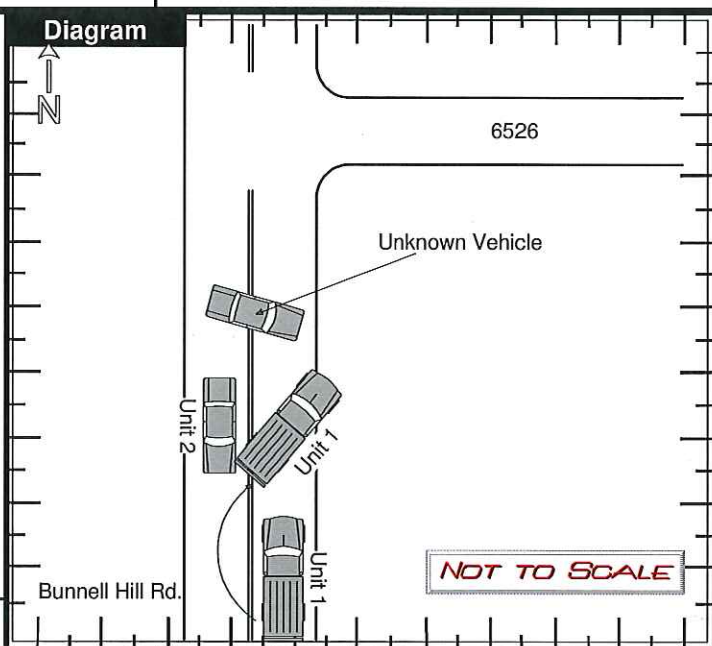 Diagram
N
6526
Unknown Vehicle
Unit 2
Unit 1
Unit 1
NOT TO SCALE
Bunnell Hill Rd.